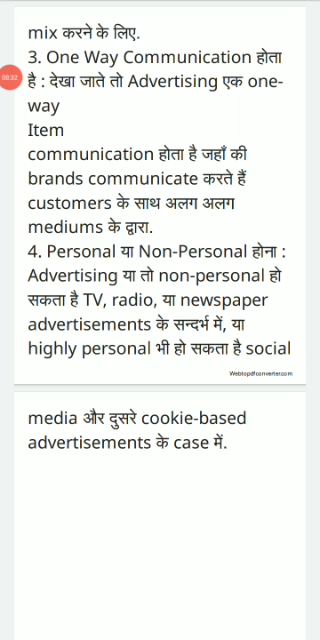 mix करने के लिए.
3. One Way Communication होता
00:32
है : देखा जाते तो Advertising एक one-
way
Item
communication होता है जहाँ की
brands communicate करते हैं
customers के साथ अलग अलग
mediums के द्वारा.
4. Personal या Non-Personal होना :
Advertising या तो non-personal हो
सकता है TV, radio, या newspaper
advertisements के सन्दर्भ में, या
highly personal भी हो सकता है social
Webtopdfconverter.com
media और दुसरे cookie-based
advertisements के case में.